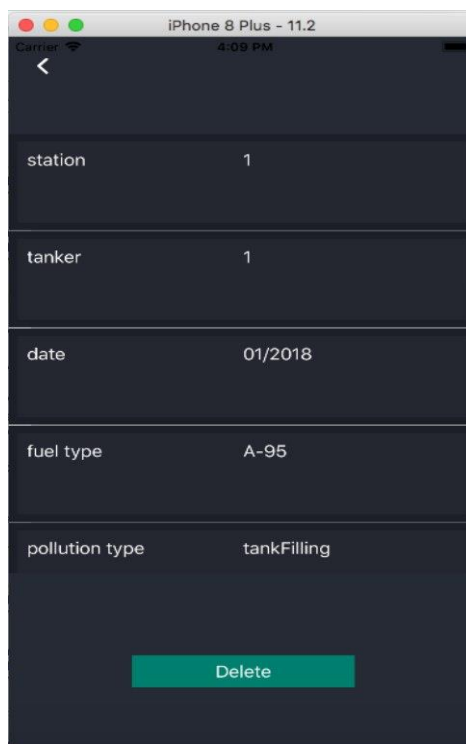 iPhone 8 Plus - 11.2
Carrier 4:09 PM
station 1
tanker 1
date 01/2018
fuel type A-95
pollution type tankFilling
Delete